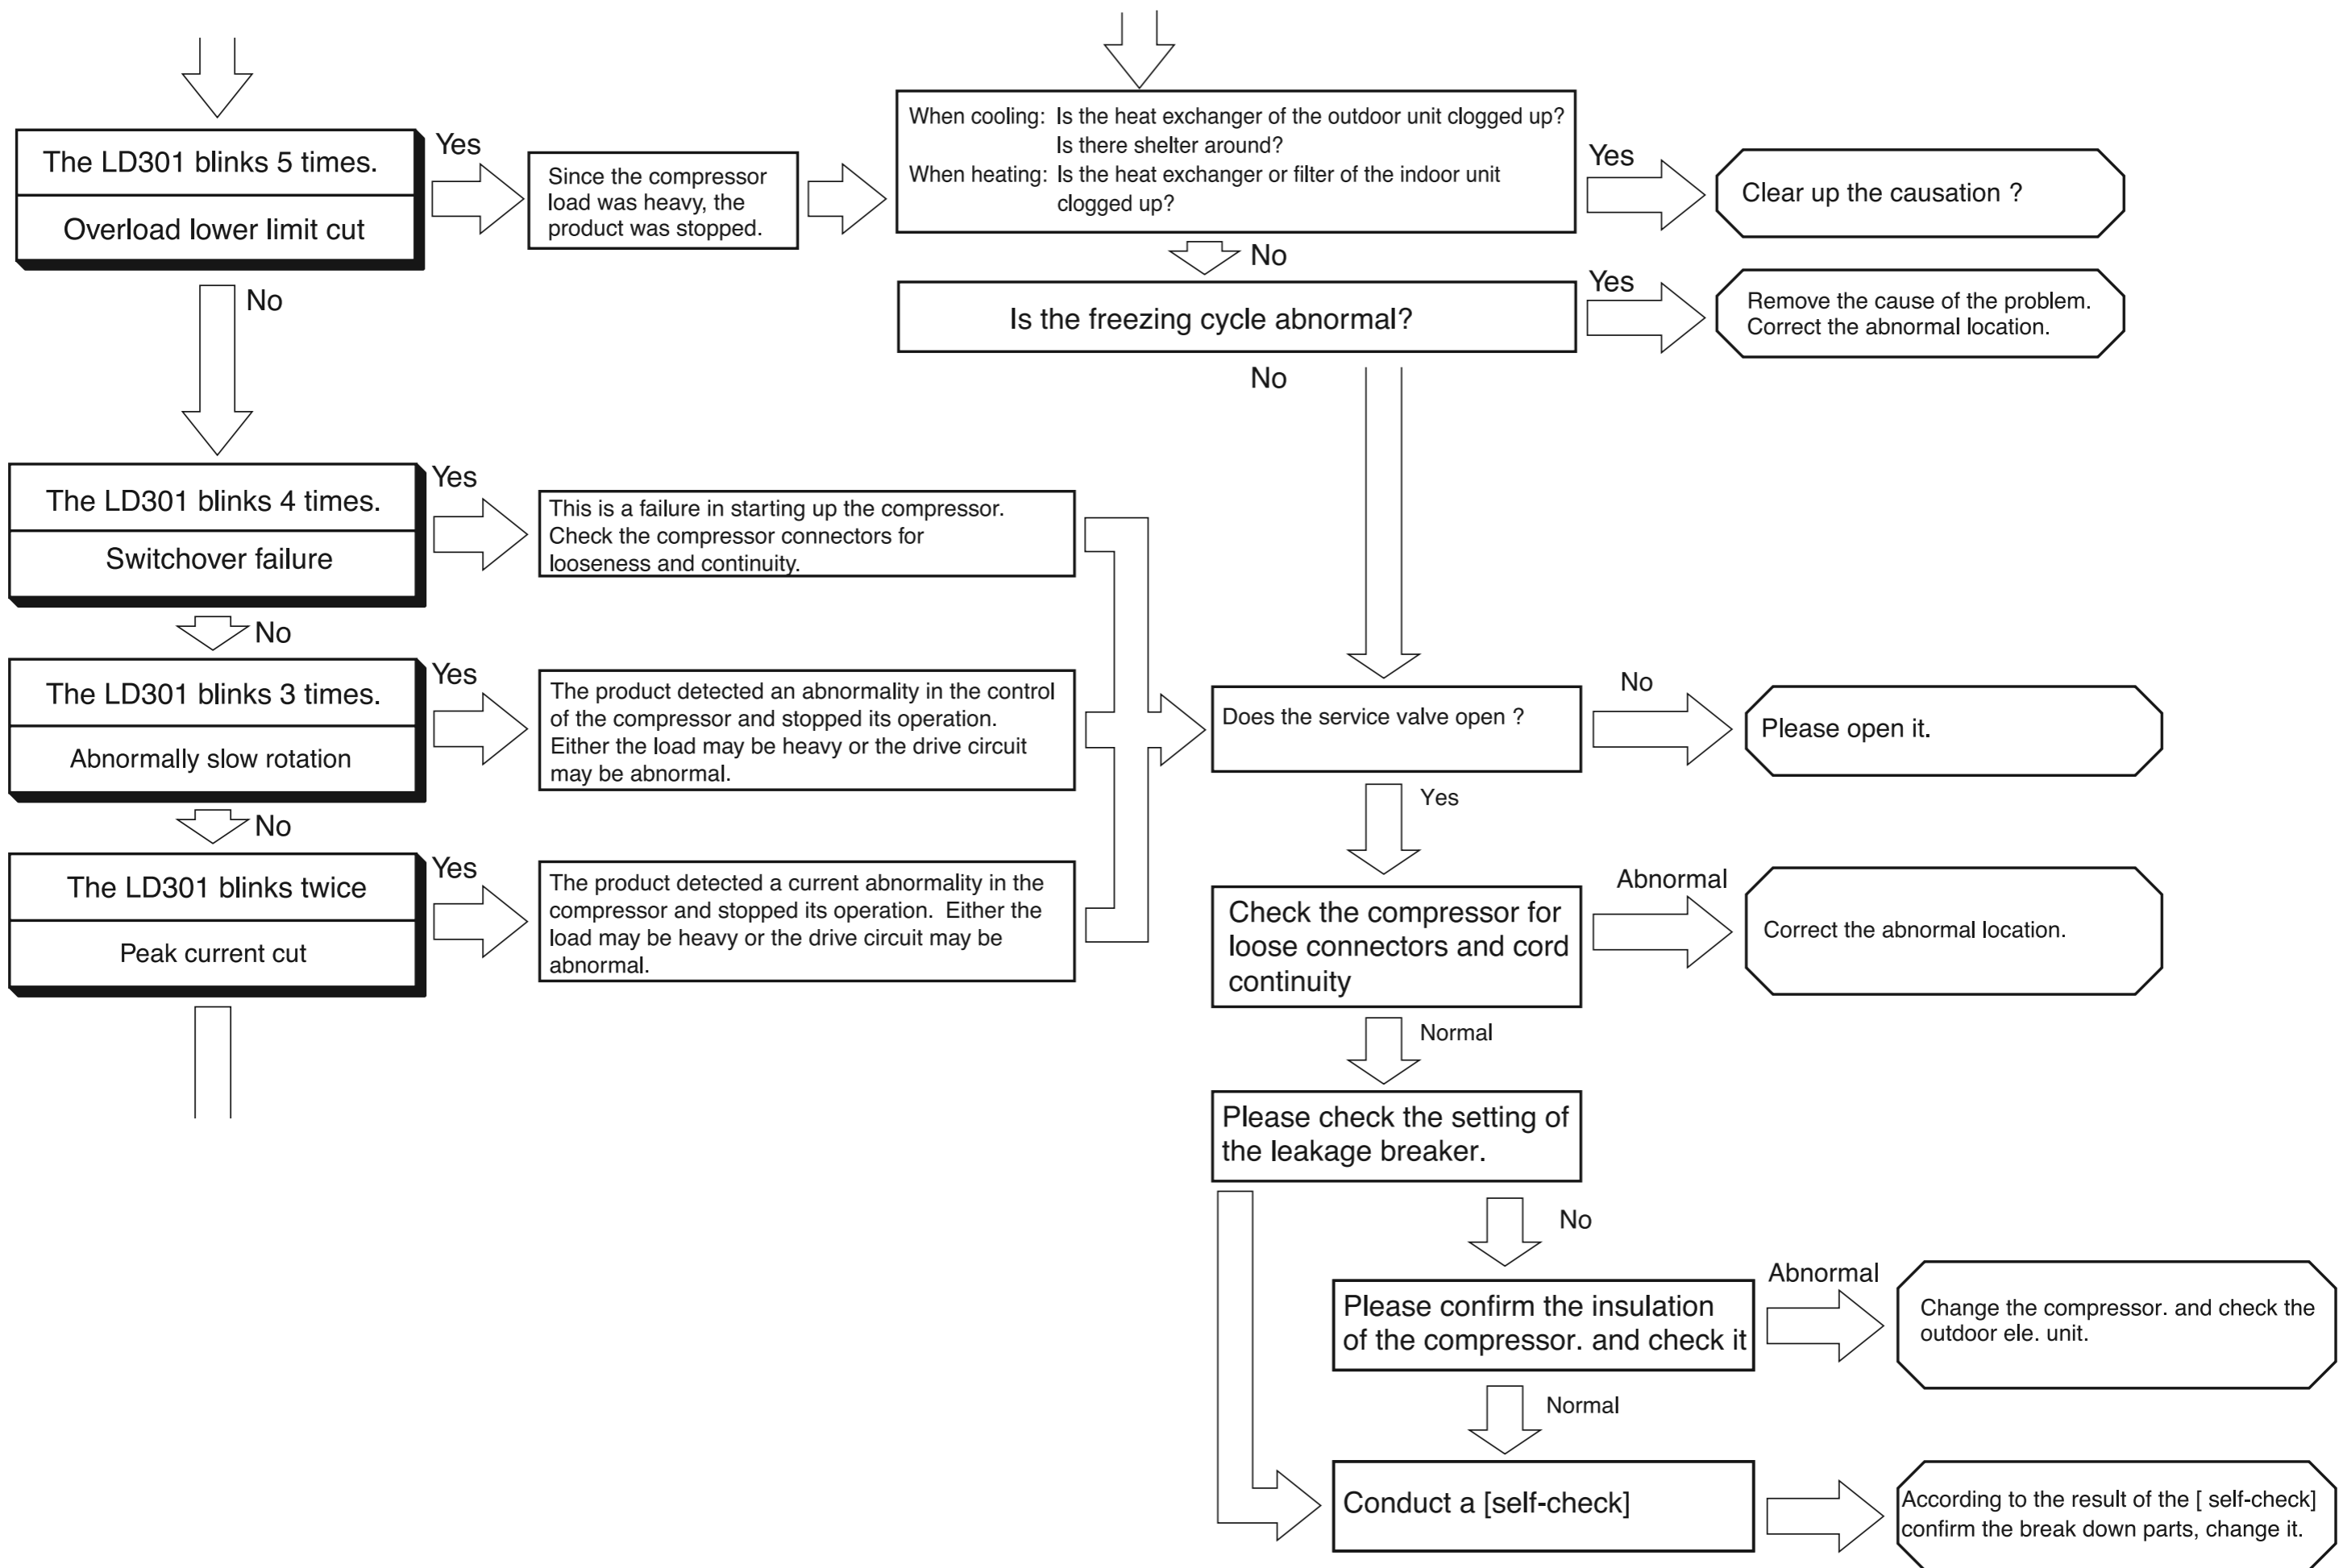 The LD301 blinks 5 times.
Overload lower limit cut
Yes
Since the compressor
load was heavy, the
product was stopped.
When cooling: Is the heat exchanger of the outdoor unit clogged up?
Is there shelter around?
When heating: Is the heat exchanger or filter of the indoor unit
clogged up?
Yes
Clear up the causation ?
No
Is the freezing cycle abnormal?
Yes
Remove the cause of the problem.
Correct the abnormal location.
No
No
The LD301 blinks 4 times.
Switchover failure
Yes
This is a failure in starting up the compressor.
Check the compressor connectors for
looseness and continuity.
No
The LD301 blinks 3 times.
Abnormally slow rotation
Yes
The product detected an abnormality in the control
of the compressor and stopped its operation.
Either the load may be heavy or the drive circuit
may be abnormal.
No
The LD301 blinks twice
Peak current cut
Yes
The product detected a current abnormality in the
compressor and stopped its operation. Either the
load may be heavy or the drive circuit may be
abnormal.
Does the service valve open ?
No
Please open it.
Yes
Check the compressor for
loose connectors and cord
continuity
Abnormal
Correct the abnormal location.
Normal
Please check the setting of
the leakage breaker.
No
Please confirm the insulation
of the compressor. and check it
Abnormal
Change the compressor. and check the
outdoor ele. unit.
Normal
Conduct a [self-check]
According to the result of the [ self-check]
confirm the break down parts, change it.